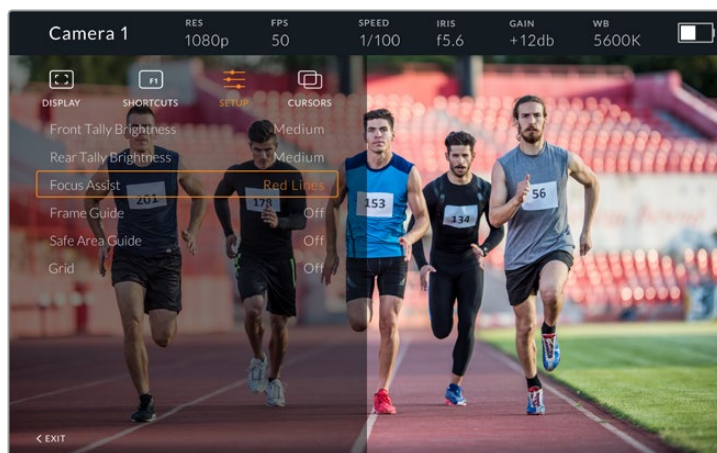 Camera 1
RES FPS SPEED IRIS GAIN WB
1080p 50 1/100 f5.6 +12db 5600K
F1
DISPLAY SHORTCUTS SETUP CURSORS
Front Tally Brightness Medium
Rear Tally Brightness Medium
Focus Assist Red Lines
Frame Guide Off
Safe Area Guide Off
Grid Off
201
178
153
134
56
< EXIT